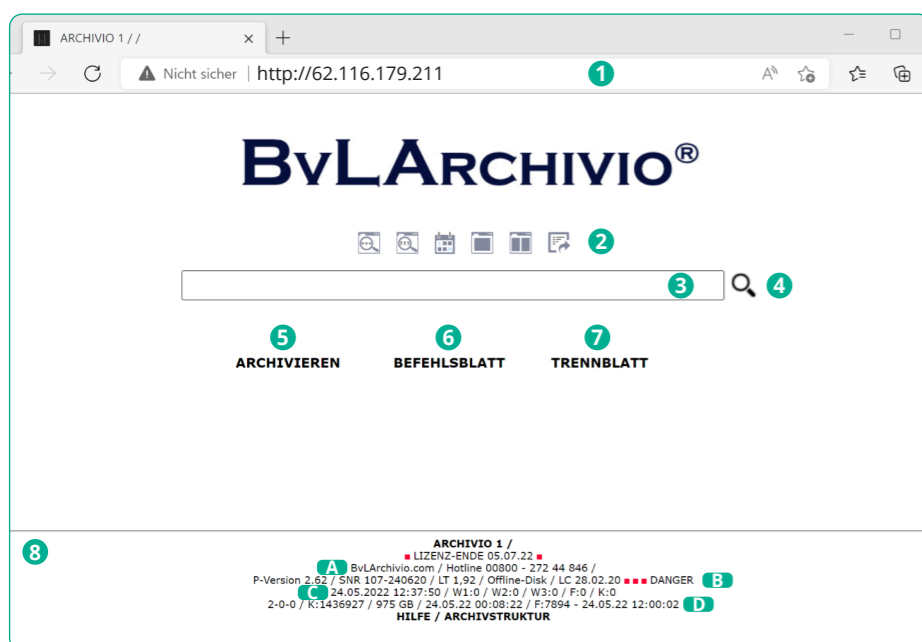 ARCHIVIO 1 / /
Nicht sicher | http://62.116.179.211 1
BVLARCHIVIO®
2
3 4
5 6 7
ARCHIVIEREN BEFEHLSBLATT TRENNBLATT
8
ARCHIVIO 1 /
LIZENZ-ENDE 05.07.22
A BvLArchivio.com / Hotline 00800 - 272 44 846 /
P-Version 2.62 / SNR 107-240620 / LT 1,92 / Offline-Disk / LC 28.02.20 DANGER B
C 24.05.2022 12:37:50 / W1:0 / W2:0 / W3:0 / F:0 / K:0
2-0-0 / K:1436927 / 975 GB / 24.05.22 00:08:22 / F:7894 - 24.05.22 12:00:02 D
HILFE / ARCHIVSTRUKTUR